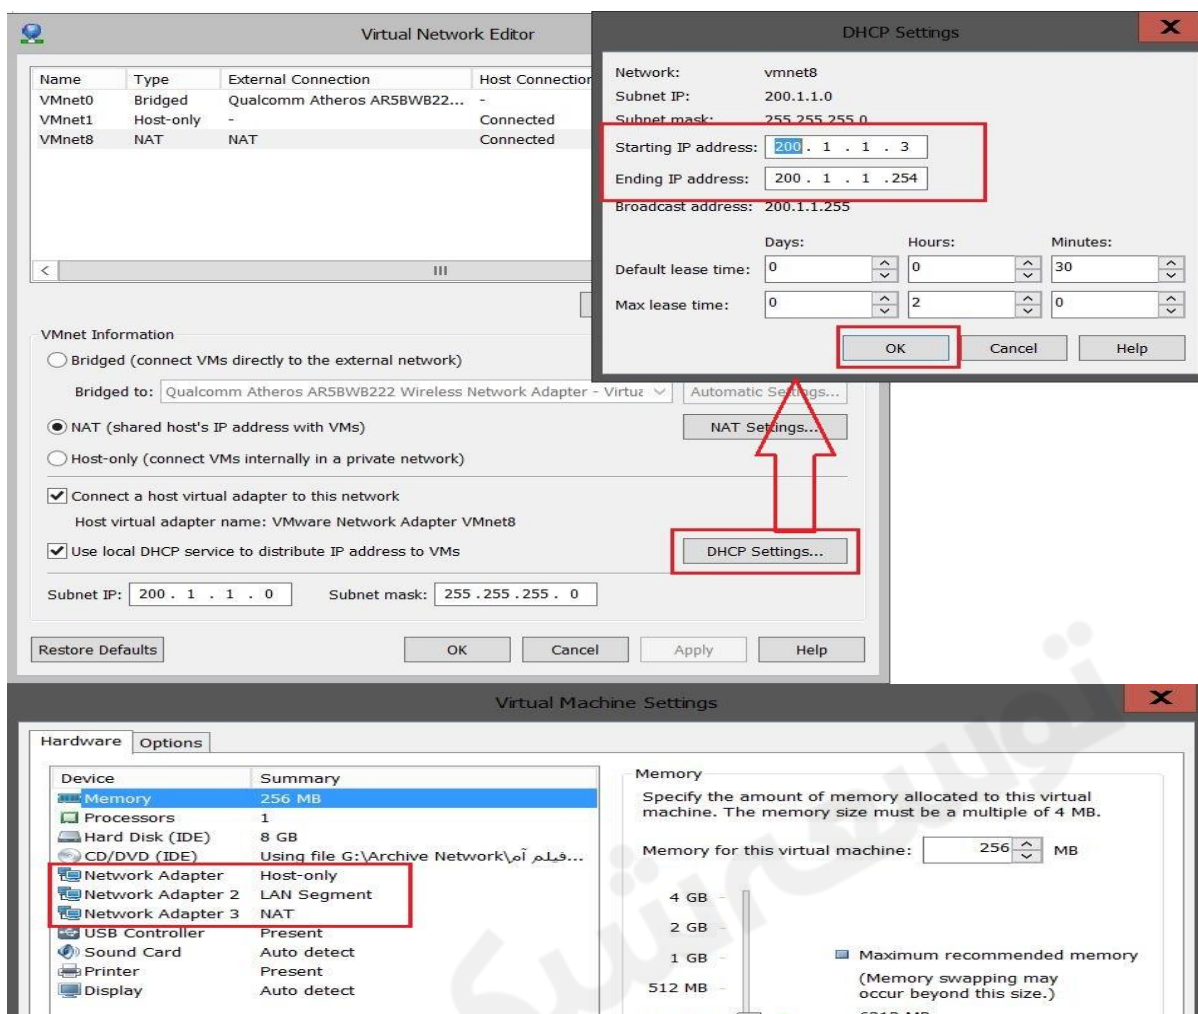 Virtual Network Editor
Name Type External Connection Host Connection
VMnet0 Bridged Qualcomm Atheros AR5BWB22... -
VMnet1 Host-only - Connected
VMnet8 NAT NAT Connected
VMnet Information
Bridged (connect VMs directly to the external network)
Bridged to: Qualcomm Atheros AR5BWB222 Wireless Network Adapter - Virtua Automatic Settings...
NAT (shared host's IP address with VMs) NAT Settings...
Host-only (connect VMs internally in a private network)
Connect a host virtual adapter to this network
Host virtual adapter name: VMware Network Adapter VMnet8
Use local DHCP service to distribute IP address to VMs DHCP Settings...
Subnet IP: 200 . 1 . 1 . 0 Subnet mask: 255 . 255 . 255 . 0
Restore Defaults OK Cancel Apply Help
DHCP Settings
Network: vmnet8
Subnet IP: 200.1.1.0
Subnet mask: 255.255.255.0
Starting IP address: 200 . 1 . 1 . 3
Ending IP address: 200 . 1 . 1 . 254
Broadcast address: 200.1.1.255
Days: Hours: Minutes:
Default lease time: 0 0 30
Max lease time: 0 2 0
OK Cancel Help
Virtual Machine Settings
Hardware Options
Device Summary
Memory 256 MB
Processors 1
Hard Disk (IDE) 8 GB
CD/DVD (IDE) Using file G:\Archive Network\فیلم آم...
Network Adapter Host-only
Network Adapter 2 LAN Segment
Network Adapter 3 NAT
USB Controller Present
Sound Card Auto detect
Printer Present
Display Auto detect
Memory
Specify the amount of memory allocated to this virtual
machine. The memory size must be a multiple of 4 MB.
Memory for this virtual machine: 256 MB
4 GB
2 GB
1 GB
512 MB
Maximum recommended memory
(Memory swapping may
occur beyond this size.)